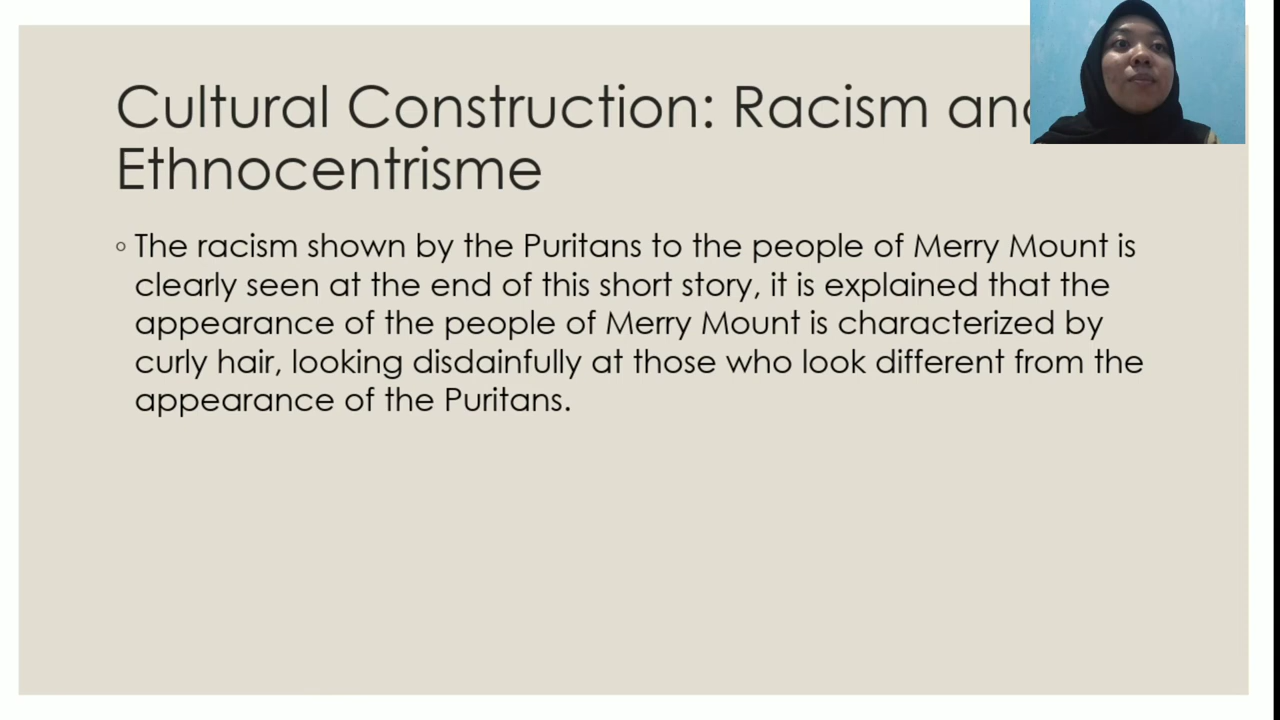 Cultural Construction: Racism and
Ethnocentrisme
◦ The racism shown by the Puritans to the people of Merry Mount is
clearly seen at the end of this short story, it is explained that the
appearance of the people of Merry Mount is characterized by
curly hair, looking disdainfully at those who look different from the
appearance of the Puritans.